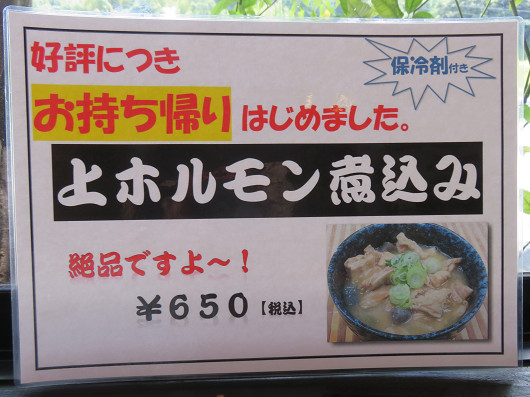 好評につき
保冷剤付き
お持ち帰りはじめました。
上ホルモン煮込み
絶品ですよ～！
￥６５０【税込】